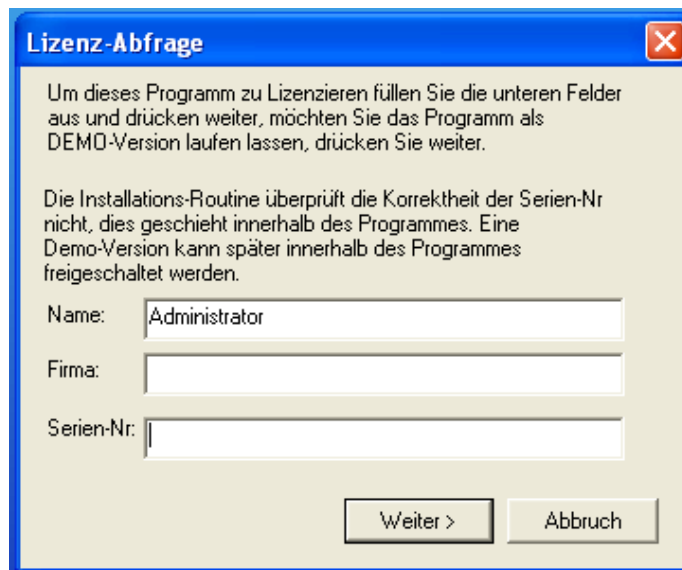 Lizenz-Abfrage
Um dieses Programm zu Lizenzieren füllen Sie die unteren Felder
aus und drücken weiter, möchten Sie das Programm als
DEMO-Version laufen lassen, drücken Sie weiter.
Die Installations-Routine überprüft die Korrektheit der Serien-Nr
nicht, dies geschieht innerhalb des Programmes. Eine
Demo-Version kann später innerhalb des Programmes
freigeschaltet werden.
Name: Administrator
Firma:
Serien-Nr:
Weiter > Abbruch